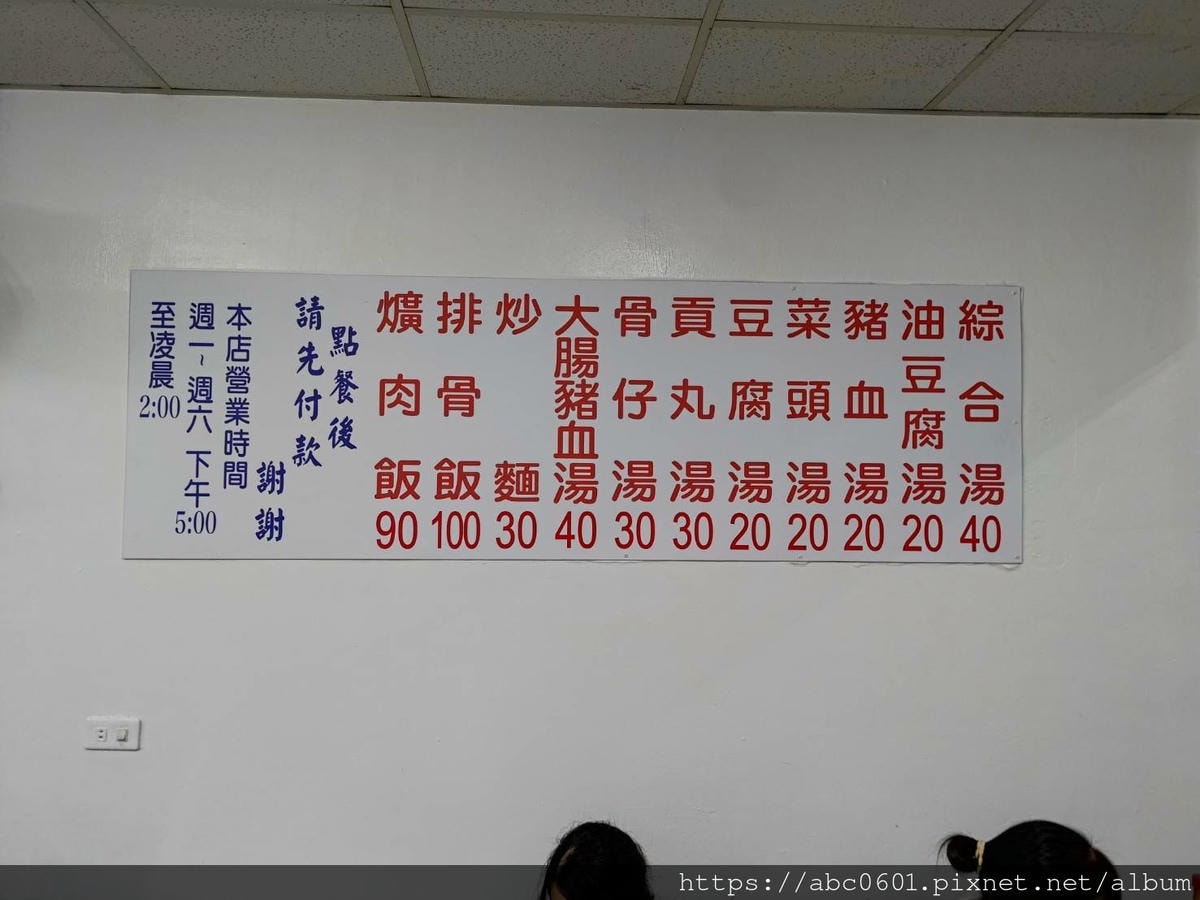 綜合湯40
油豆腐湯20
豬血湯20
菜頭湯20
豆腐湯20
貢丸湯30
骨仔湯30
大腸豬血湯40
炒麵30
排骨飯100
爌肉飯90
點餐後
請先付款
謝謝
本店營業時間
週一~週六 下午5:00
至凌晨2:00
https://abc0601.pixnet.net/album